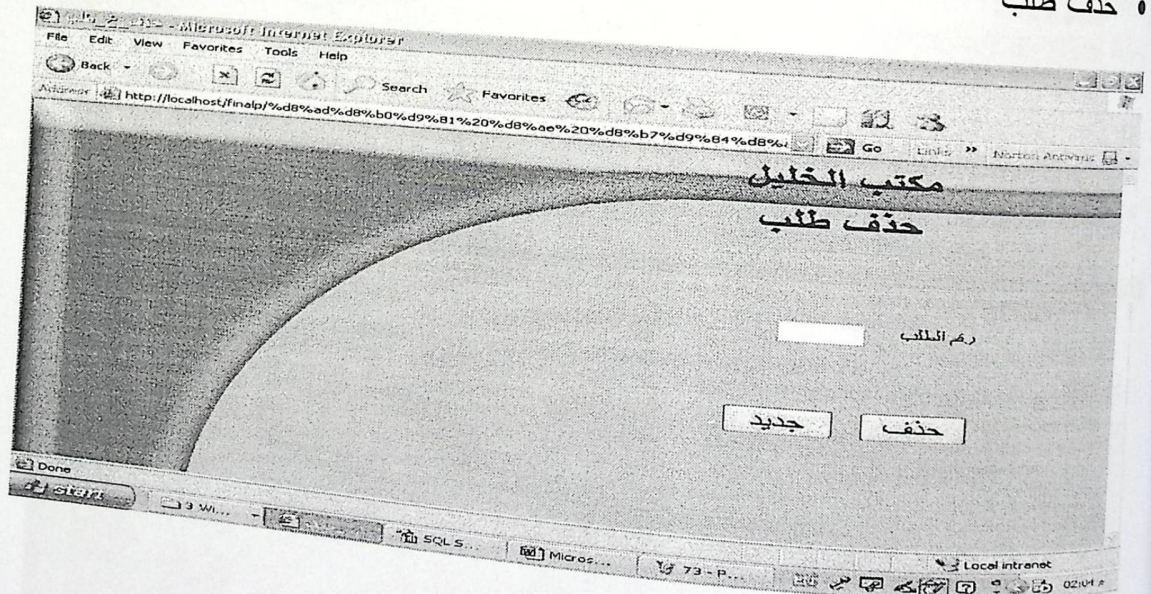 • حذف طلب
- Microsoft Internet Explorer
File Edit View Favorites Tools Help
Back Search Favorites
Address http://localhost/finalp/%d8%ad%d8%b0%d9%81%20%d8%ae%20%d8%b7%d9%84%d8% Go Links » Norton Antivirus
مكتب الخليل
حذف طلب
رقم الطلب
حذف جديد
Done Local intranet
start 3 Wi... SQL S... Micros... 73 - P...